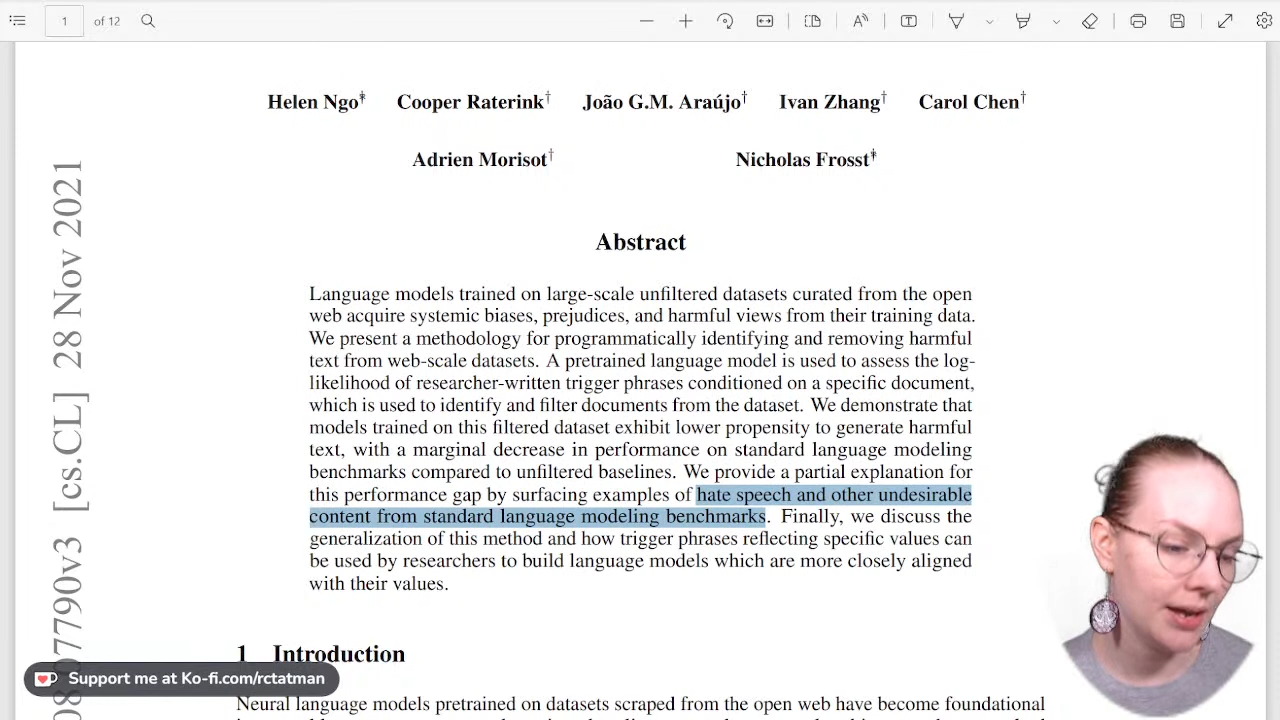 1 of 12
Helen Ngo⧧ Cooper Raterink† João G.M. Araújo† Ivan Zhang† Carol Chen†
Adrien Morisot† Nicholas Frosst⧧
Abstract
Language models trained on large-scale unfiltered datasets curated from the open
web acquire systemic biases, prejudices, and harmful views from their training data.
We present a methodology for programmatically identifying and removing harmful
text from web-scale datasets. A pretrained language model is used to assess the log-
likelihood of researcher-written trigger phrases conditioned on a specific document,
which is used to identify and filter documents from the dataset. We demonstrate that
models trained on this filtered dataset exhibit lower propensity to generate harmful
text, with a marginal decrease in performance on standard language modeling
benchmarks compared to unfiltered baselines. We provide a partial explanation for
this performance gap by surfacing examples of hate speech and other undesirable
content from standard language modeling benchmarks. Finally, we discuss the
generalization of this method and how trigger phrases reflecting specific values can
be used by researchers to build language models which are more closely aligned
with their values.
1 Introduction
Neural language models pretrained on datasets scraped from the open web have become foundational
07790v3 [cs.CL] 28 Nov 2021
Support me at Ko-fi.com/rctatman